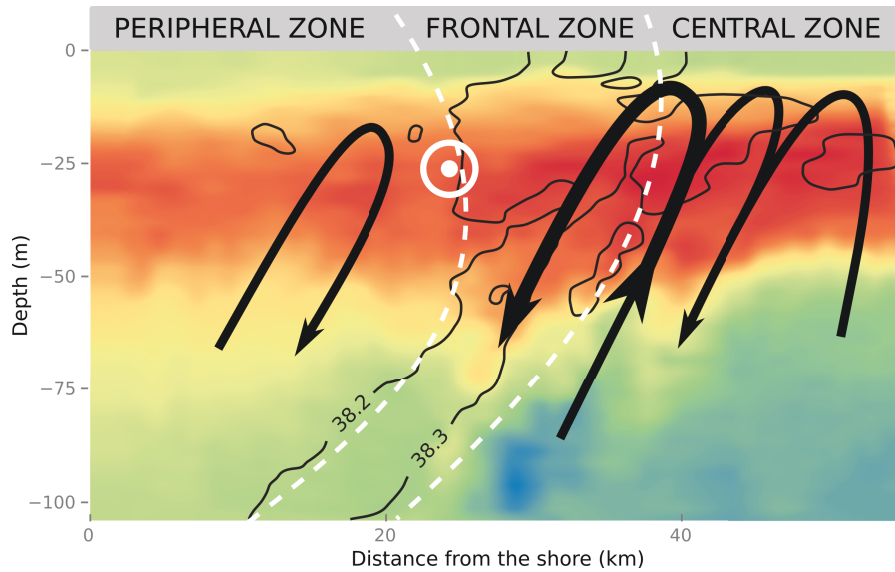 PERIPHERAL ZONE FRONTAL ZONE CENTRAL ZONE
0
−25
−50
−75
−100
Depth (m)
38.2
38.3
0 20 40
Distance from the shore (km)